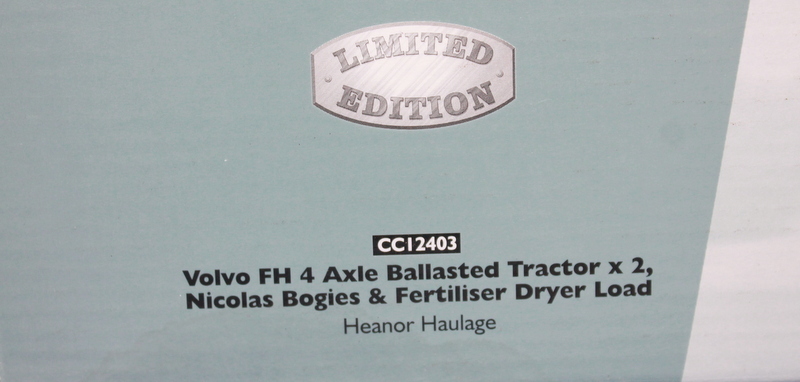 LIMITED
EDITION
CC12403
Volvo FH 4 Axle Ballasted Tractor x 2,
Nicolas Bogies & Fertiliser Dryer Load
Heanor Haulage